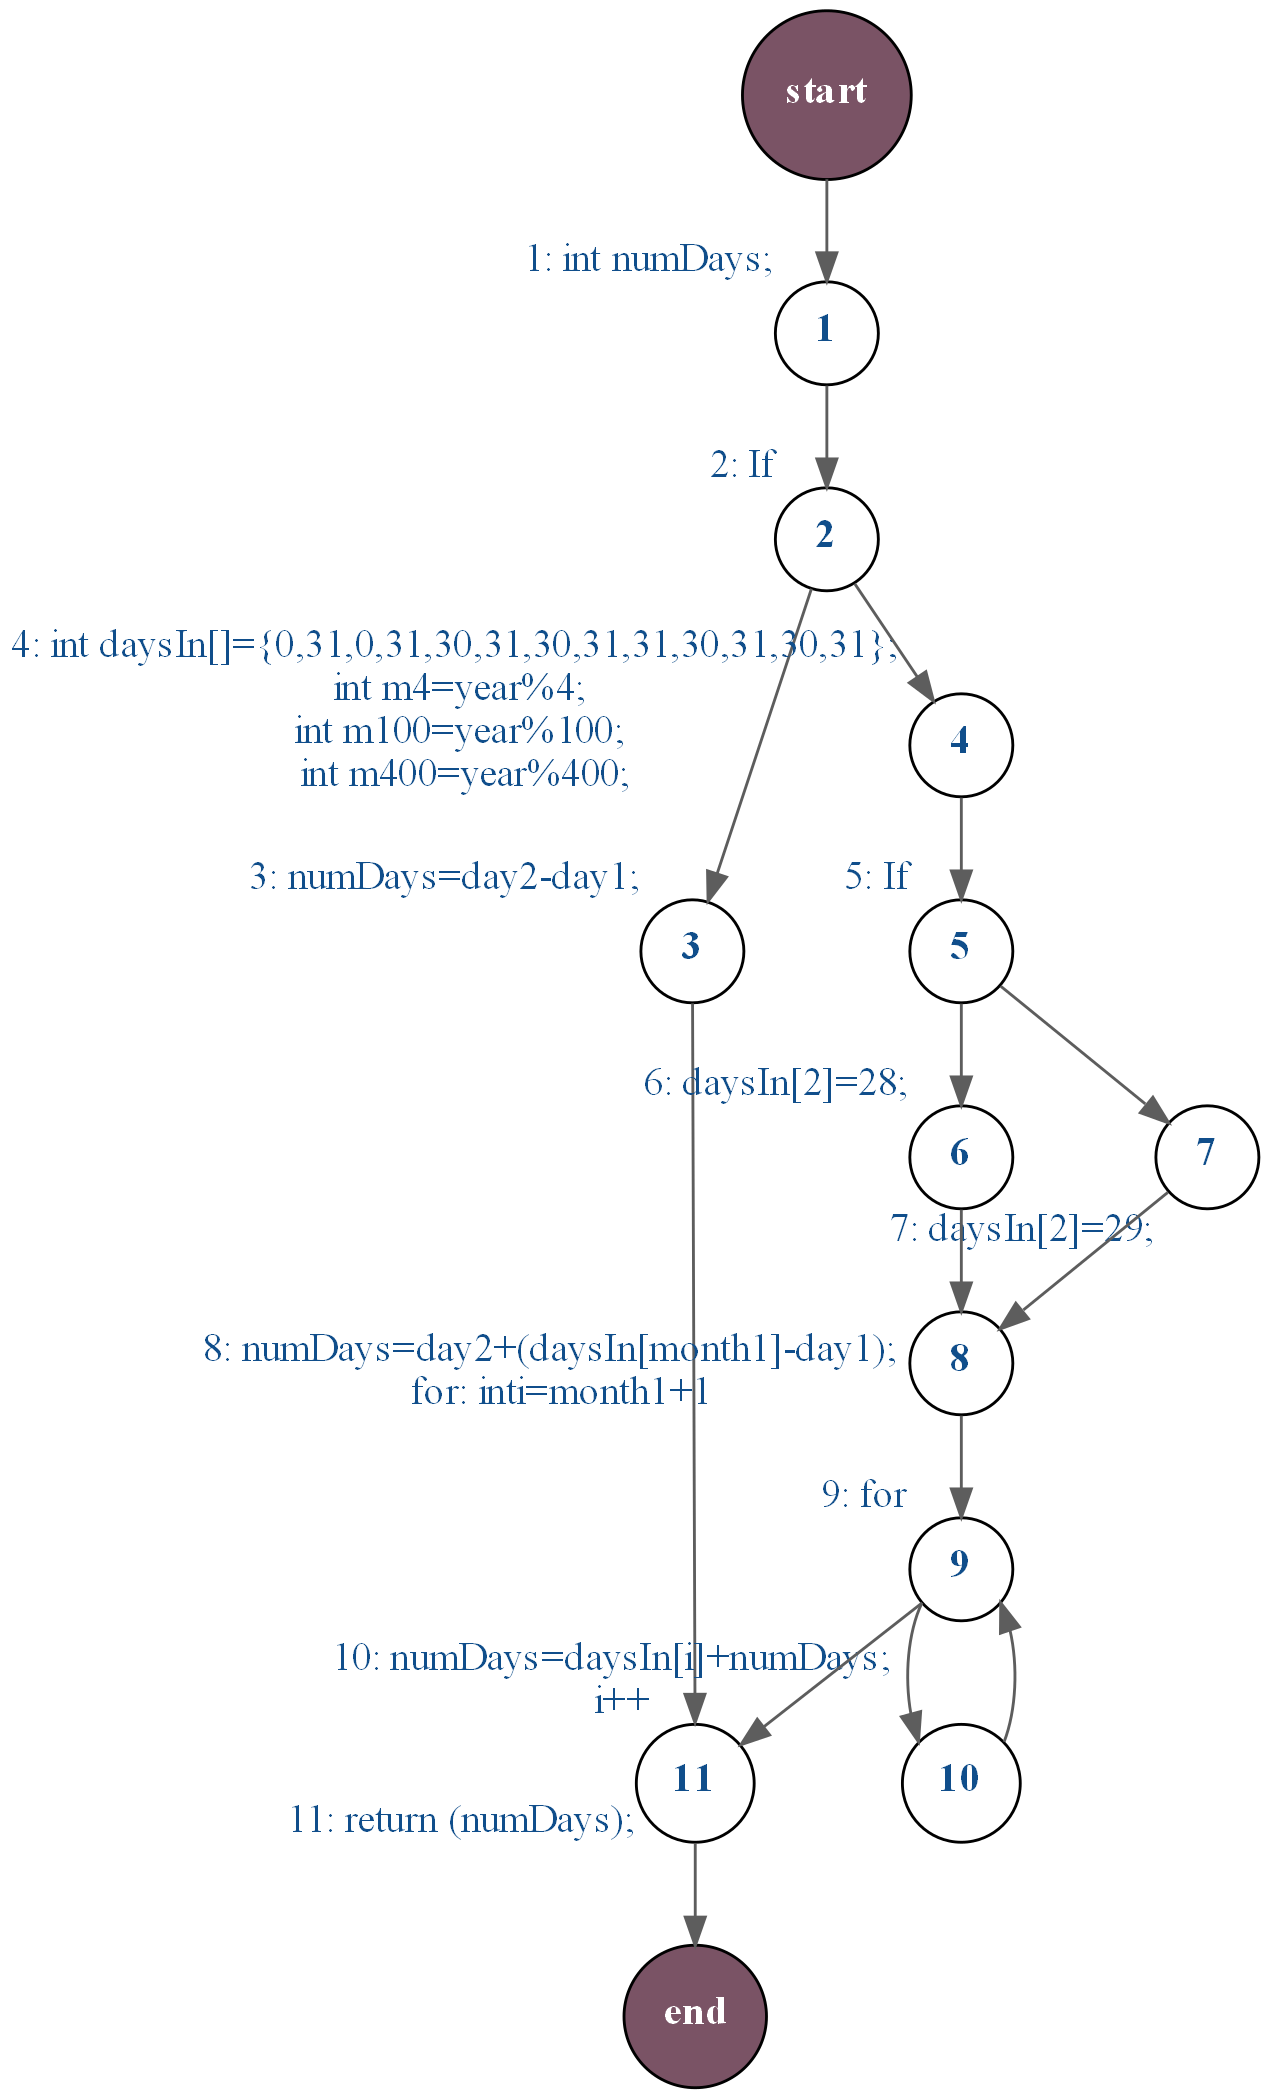 start
1: int numDays;
1
2: If
2
4: int daysIn[]={0,31,0,31,30,31,30,31,31,30,31,30,31};
int m4=year%4;
int m100=year%100;
int m400=year%400;
4
3: numDays=day2-day1;
3
5: If
5
6: daysIn[2]=28;
6
7
7: daysIn[2]=29;
8: numDays=day2+(daysIn[month1]-day1);
for: inti=month1+1
8
9: for
9
10: numDays=daysIn[i]+numDays;
i++
11
10
11: return (numDays);
end